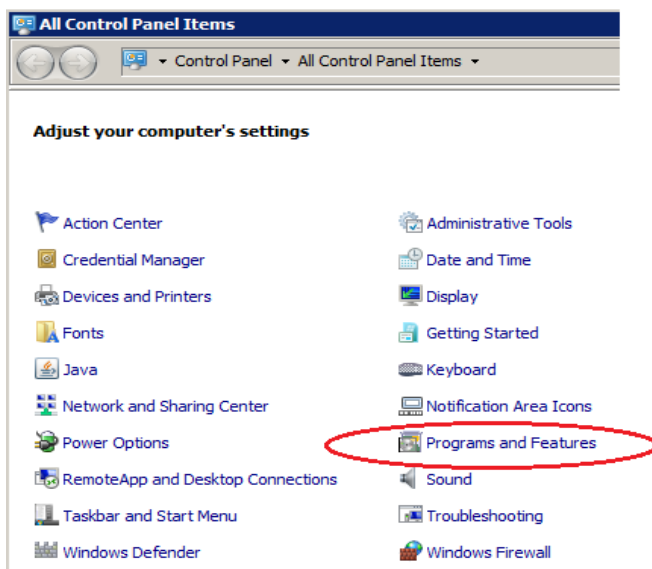 All Control Panel Items
Control Panel All Control Panel Items
Adjust your computer's settings
Action Center Administrative Tools
Credential Manager Date and Time
Devices and Printers Display
Fonts Getting Started
Java Keyboard
Network and Sharing Center Notification Area Icons
Power Options Programs and Features
RemoteApp and Desktop Connections Sound
Taskbar and Start Menu Troubleshooting
Windows Defender Windows Firewall